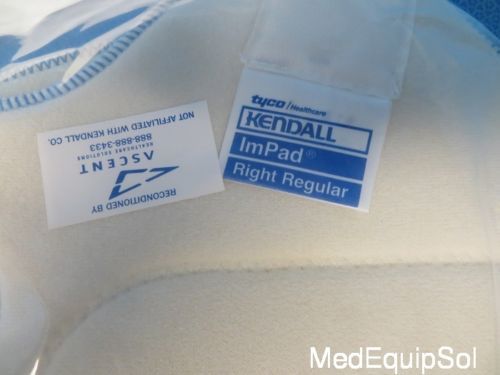 tyco / Healthcare
KENDALL
ImPad®
Right Regular
RECONDITIONED BY
ASCENT
HEALTHCARE SOLUTIONS
888-888-3433
NOT AFFILIATED WITH KENDALL CO.
MedEquipSol